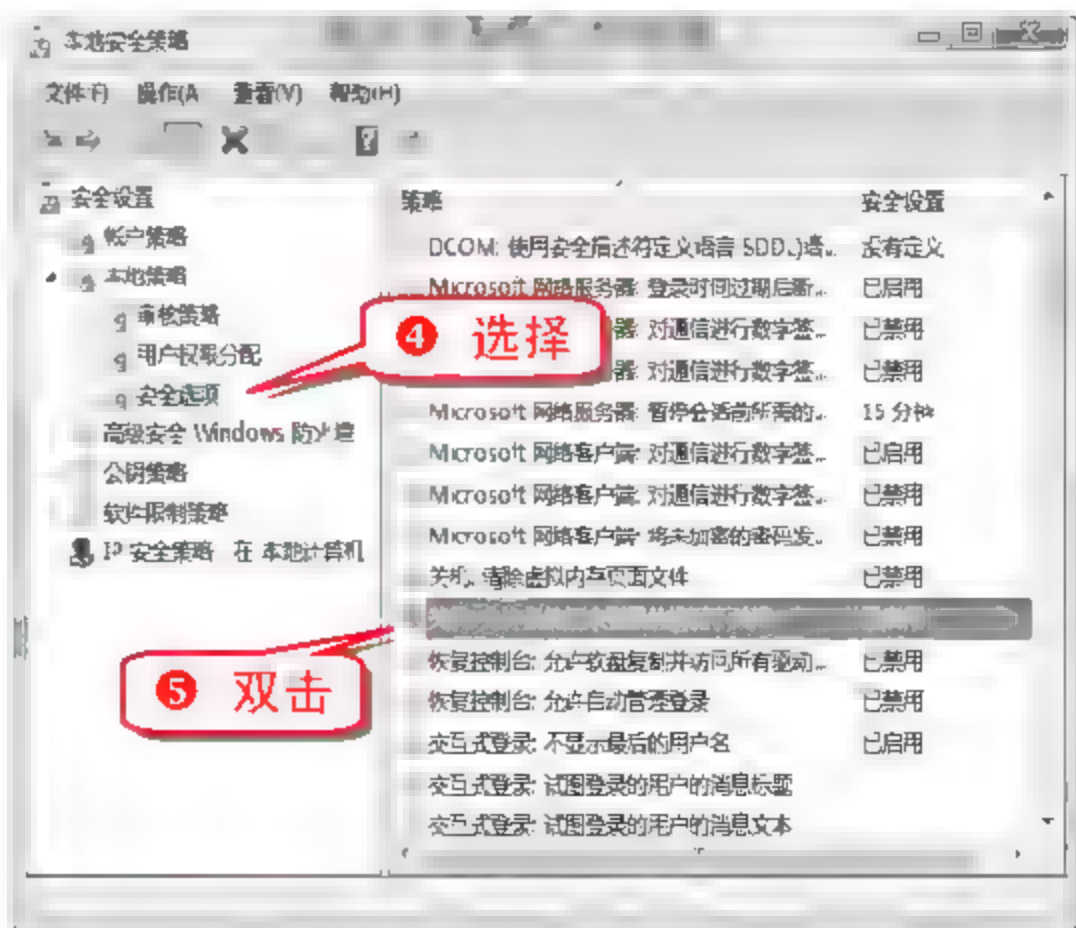 本地安全策略
文件(F) 操作(A 查看(V) 帮助(H)
安全设置
帐户策略
本地策略
审核策略
用户权限分配
安全选项
高级安全 Windows 防火墙
公钥策略
软件限制策略
IP 安全策略 在 本地计算机
策略 安全设置
DCOM: 使用安全描述符定义语言 SDDL)语.. 没有定义
Microsoft 网络服务器: 登录时间过期后断.. 已启用
器: 对通信进行数字签.. 已禁用
器: 对通信进行数字签.. 已禁用
Microsoft 网络服务器: 暂停会话前所需的.. 15 分钟
Microsoft 网络客户端: 对通信进行数字签.. 已启用
Microsoft 网络客户端: 对通信进行数字签.. 已禁用
Microsoft 网络客户端: 将未加密的密码发.. 已禁用
关机: 清除虚拟内存页面文件 已禁用
恢复控制台: 允许软盘复制并访问所有驱动.. 已禁用
恢复控制台: 允许自动管理登录 已禁用
交互式登录: 不显示最后的用户名 已启用
交互式登录: 试图登录的用户的消息标题
交互式登录: 试图登录的用户的消息文本
❹ 选择
❺ 双击